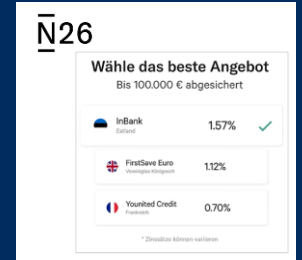 N26
Wähle das beste Angebot
Bis 100.000 € abgesichert
InBank
Estland
1.57%
FirstSave Euro
Vereinigtes Königreich
1.12%
Younited Credit
Frankreich
0.70%
* Zinssätze können variieren